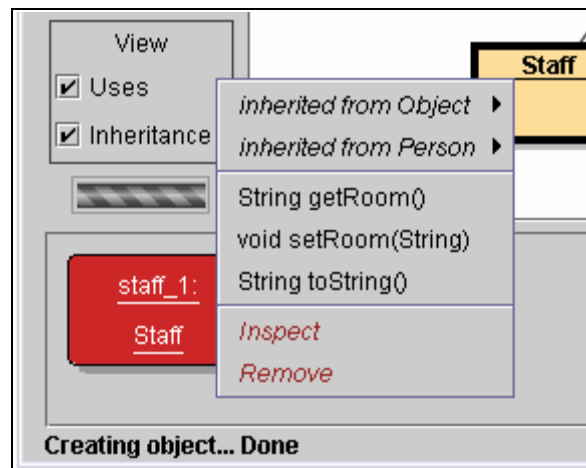 View
Uses
Inheritance
Staff
inherited from Object
inherited from Person
String getRoom()
void setRoom(String)
String toString()
Inspect
Remove
staff_1:
Staff
Creating object... Done